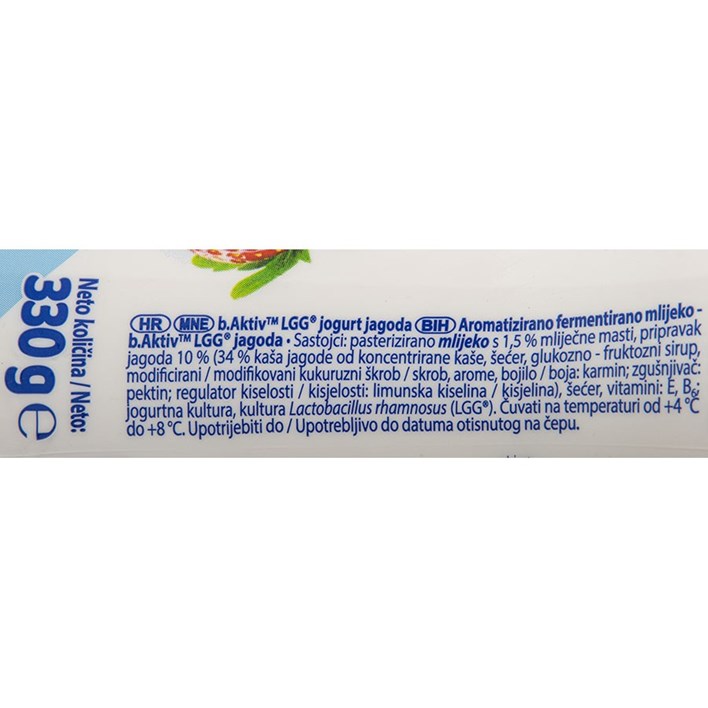 Neto količina / Neto:
330 g e
HR MNE b.Aktiv™ LGG® jogurt jagoda BIH Aromatizirano fermentirano mlijeko -
b.Aktiv™ LGG® jagoda • Sastojci: pasterizirano mlijeko s 1,5 % mliječne masti, pripravak
jagoda 10 % (34 % kaša jagode od koncentrirane kaše, šećer, glukozno - fruktozni sirup,
modificirani / modifikovani kukuruzni škrob / skrob, arome, bojilo / boja: karmin; zgušnjivač:
pektin; regulator kiselosti / kisjelosti: limunska kiselina / kisjelina), šećer, vitamini: E, B6;
jogurtna kultura, kultura Lactobacillus rhamnosus (LGG®). Čuvati na temperaturi od +4 °C
do +8 °C. Upotrijebiti do / Upotrebljivo do datuma otisnutog na čepu.